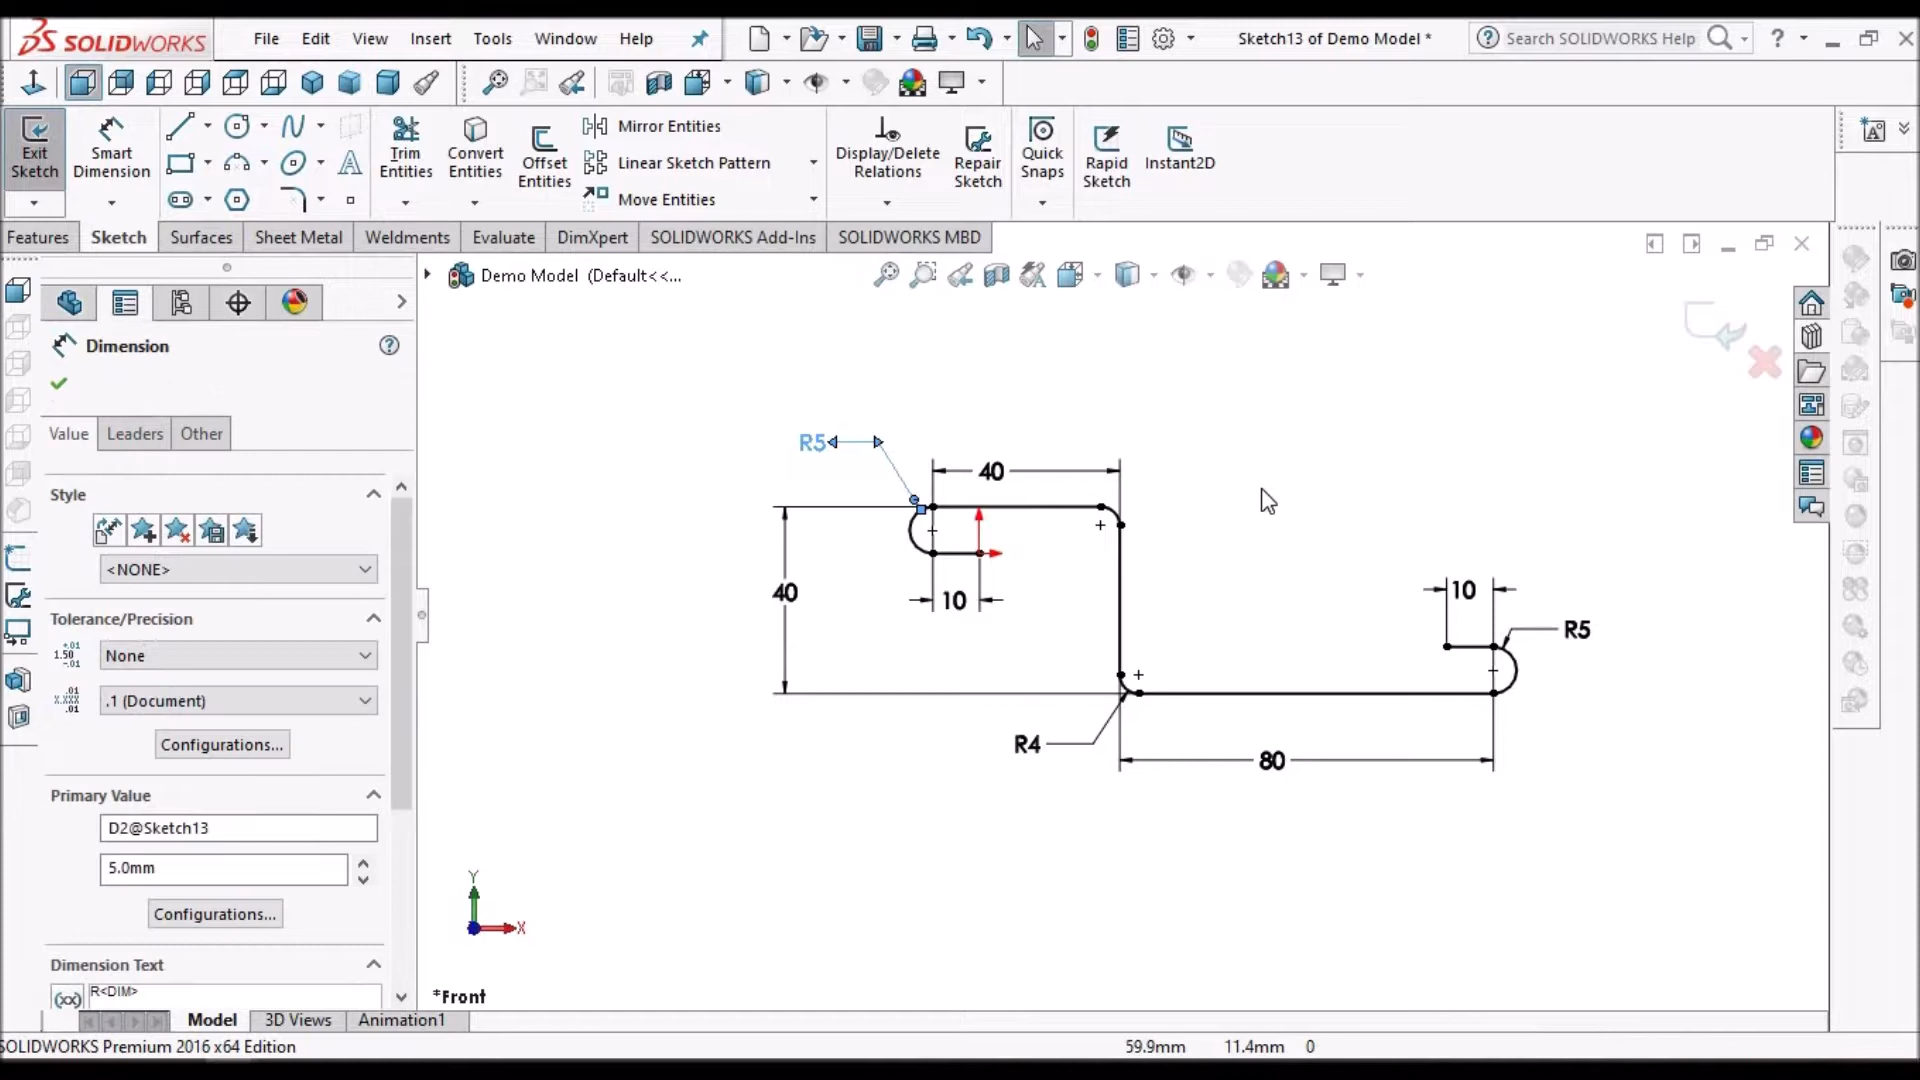 DS SOLIDWORKS
File Edit View Insert Tools Window Help
Sketch13 of Demo Model *
Search SOLIDWORKS Help
?
Exit Sketch
Smart Dimension
Trim Entities
Convert Entities
Offset Entities
Mirror Entities
Linear Sketch Pattern
Move Entities
Display/Delete Relations
Repair Sketch
Quick Snaps
Rapid Sketch
Instant2D
Features Sketch Surfaces Sheet Metal Weldments Evaluate DimXpert SOLIDWORKS Add-Ins SOLIDWORKS MBD
Demo Model (Default<<...
Dimension
Value Leaders Other
Style
<NONE>
Tolerance/Precision
None
.1 (Document)
Configurations...
Primary Value
D2@Sketch13
5.0mm
Configurations...
Dimension Text
(xx) R<DIM>
R5
40
40
10
10
R5
R4
80
Y
X
*Front
Model 3D Views Animation1
SOLIDWORKS Premium 2016 x64 Edition
59.9mm 11.4mm 0